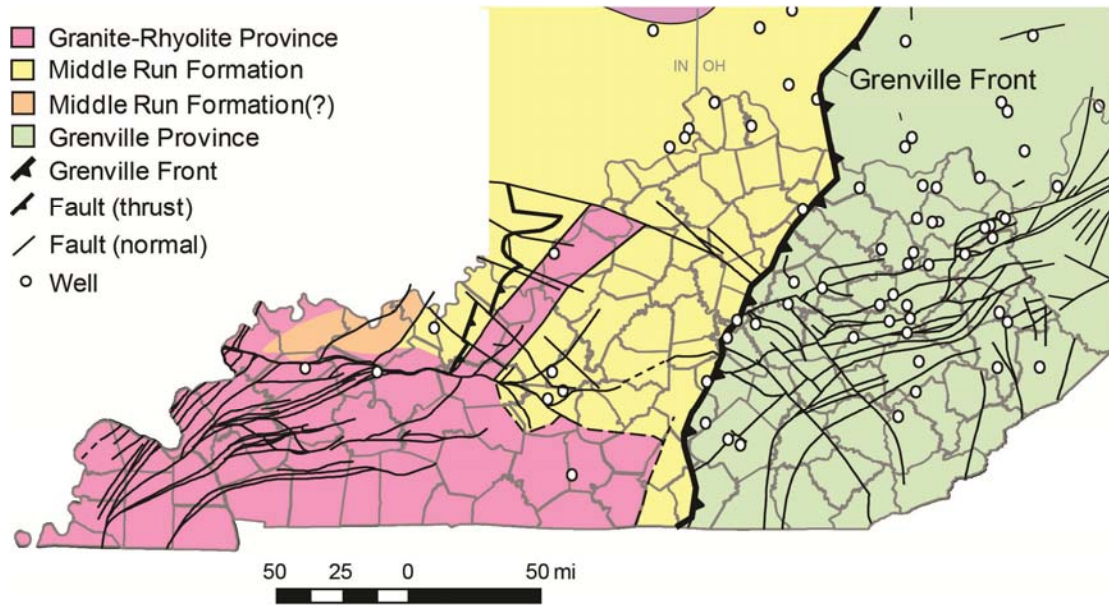 Granite-Rhyolite Province
Middle Run Formation
Middle Run Formation(?)
Grenville Province
Grenville Front
Fault (thrust)
Fault (normal)
Well
IN OH
Grenville Front
50 25 0 50 mi